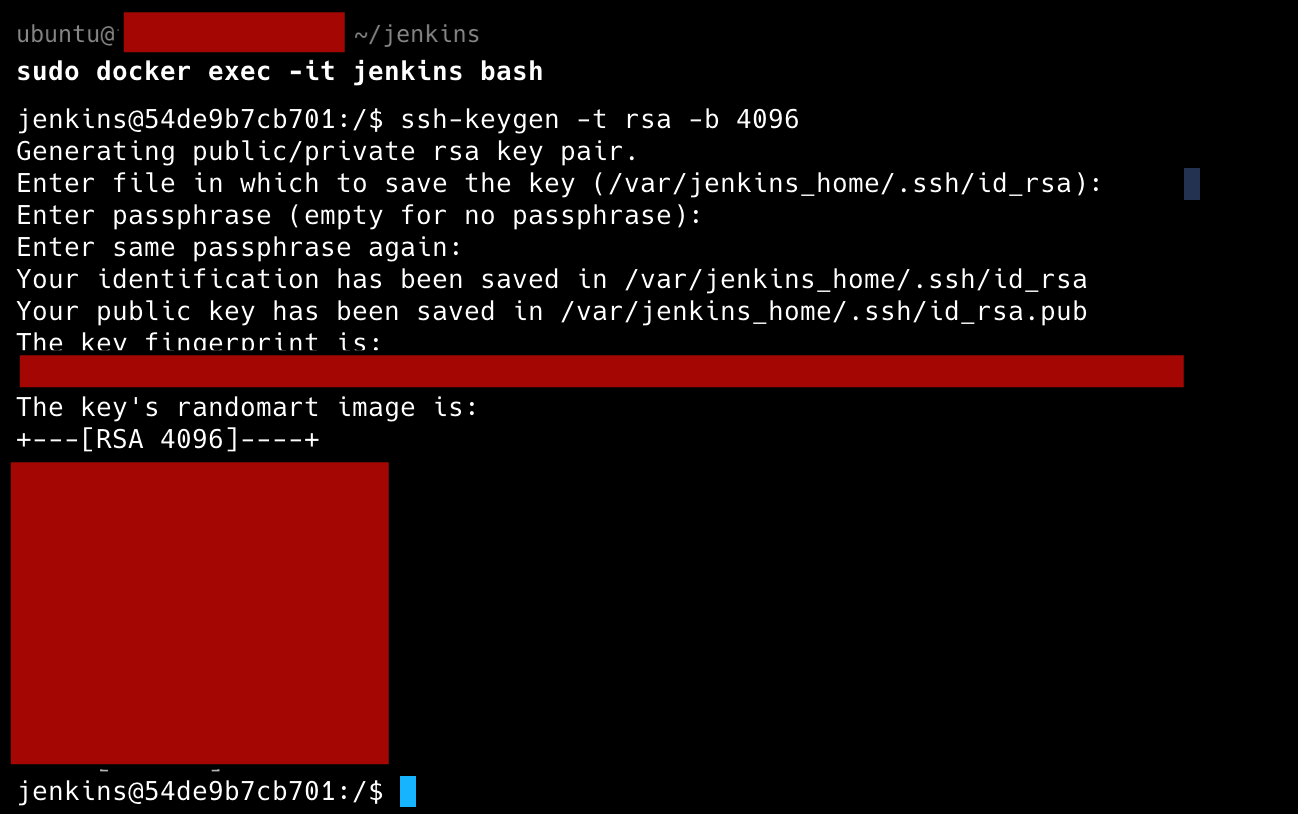 ubuntu@ ~/jenkins
sudo docker exec -it jenkins bash
jenkins@54de9b7cb701:/$ ssh-keygen -t rsa -b 4096
Generating public/private rsa key pair.
Enter file in which to save the key (/var/jenkins_home/.ssh/id_rsa):
Enter passphrase (empty for no passphrase):
Enter same passphrase again:
Your identification has been saved in /var/jenkins_home/.ssh/id_rsa
Your public key has been saved in /var/jenkins_home/.ssh/id_rsa.pub
The key fingerprint is:
The key's randomart image is:
+---[RSA 4096]----+
jenkins@54de9b7cb701:/$